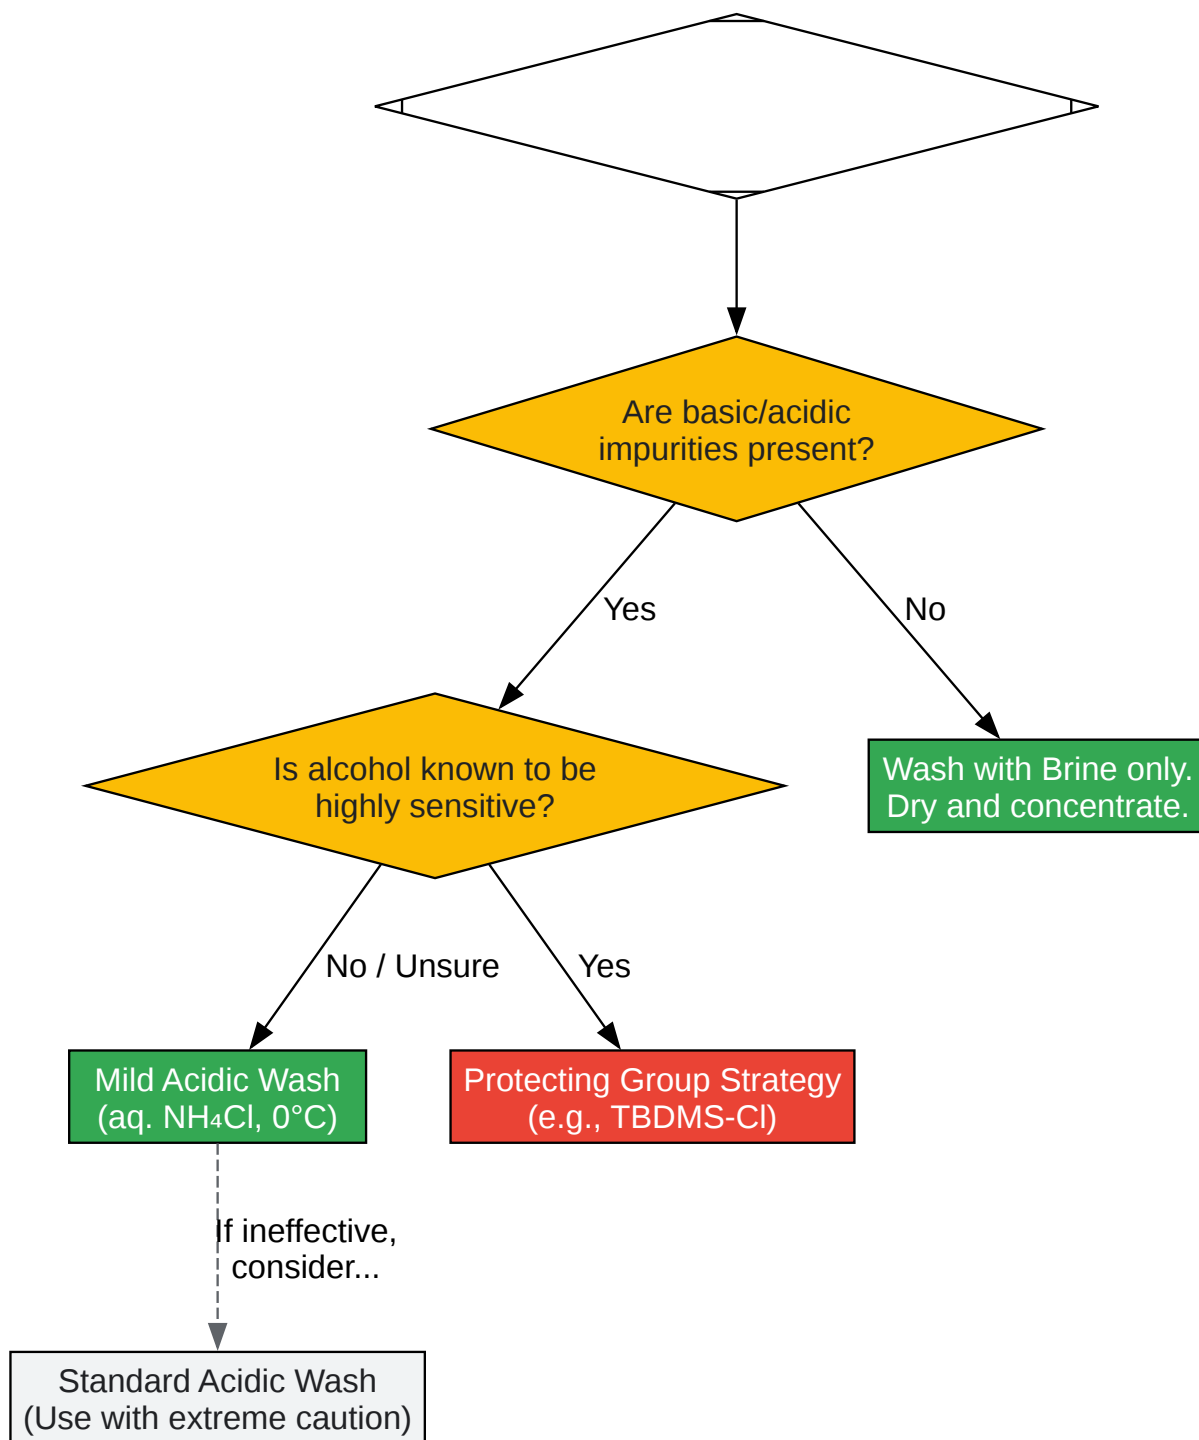 Are basic/acidic
impurities present?
Yes
No
Is alcohol known to be
highly sensitive?
Wash with Brine only.
Dry and concentrate.
No / Unsure
Yes
Mild Acidic Wash
(aq. NH₄Cl, 0°C)
Protecting Group Strategy
(e.g., TBDMS-Cl)
If ineffective,
consider...
Standard Acidic Wash
(Use with extreme caution)